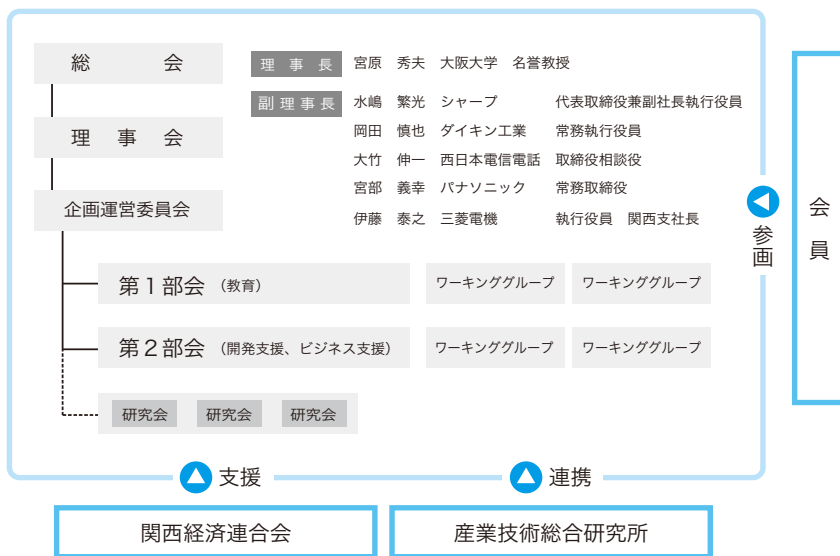 総　会
理事長 宮原 秀夫 大阪大学 名誉教授
副理事長 水嶋 繁光 シャープ 代表取締役兼副社長執行役員
理事会
岡田 慎也 ダイキン工業 常務執行役員
大竹 伸一 西日本電信電話 取締役相談役
宮部 義幸 パナソニック 常務取締役
企画運営委員会
伊藤 泰之 三菱電機 執行役員 関西支社長
第1部会（教育） ワーキンググループ ワーキンググループ
第2部会（開発支援、ビジネス支援） ワーキンググループ ワーキンググループ
研究会 研究会 研究会
参画
会員
支援
連携
関西経済連合会
産業技術総合研究所